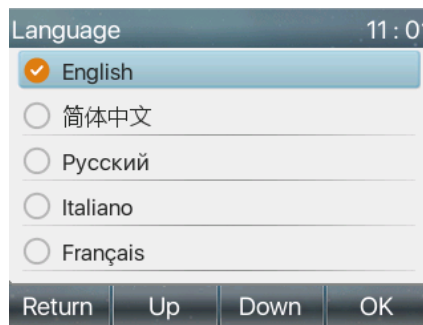 Language 11:0
English
简体中文
Русский
Italiano
Français
Return Up Down OK